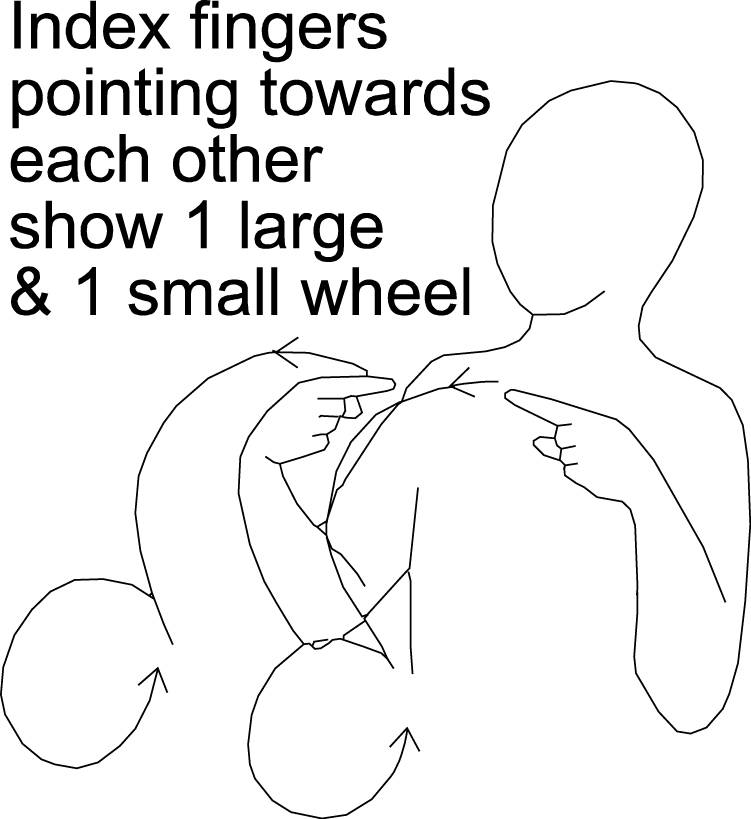 Index fingers
pointing towards
each other
show 1 large
& 1 small wheel